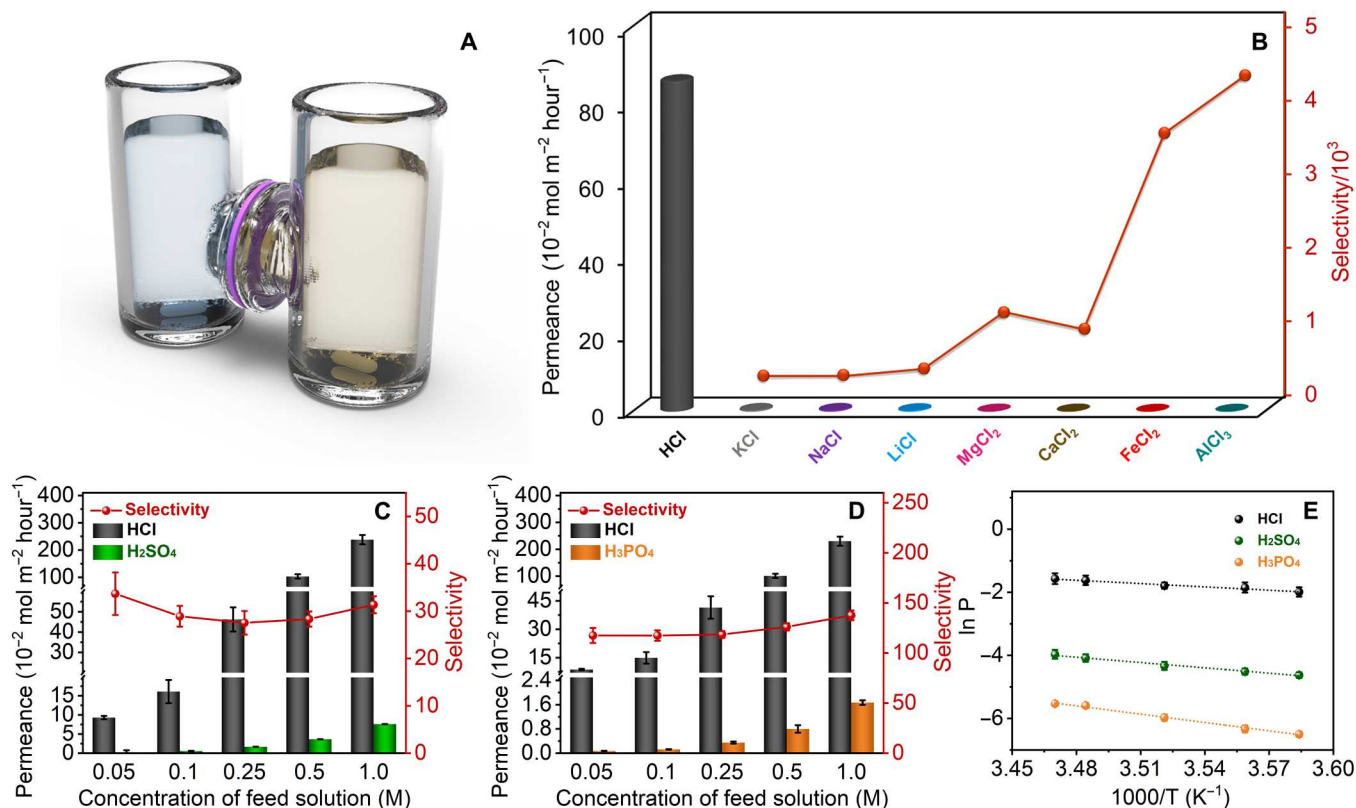 A
B
100
80
60
40
20
0
Permeance (10⁻² mol m⁻² hour⁻¹)
HCl
KCl
NaCl
LiCl
MgCl₂
CaCl₂
FeCl₂
AlCl₃
5
4
3
2
1
0
Selectivity/10³
C
Selectivity
HCl
H₂SO₄
400
300
200
100
50
40
30
15
10
5
0
Permeance (10⁻² mol m⁻² hour⁻¹)
0.05 0.1 0.25 0.5 1.0
Concentration of feed solution (M)
50
40
30
20
10
0
Selectivity
D
Selectivity
HCl
H₃PO₄
400
300
200
100
45
30
15
2.4
1.6
0.8
0.0
Permeance (10⁻² mol m⁻² hour⁻¹)
0.05 0.1 0.25 0.5 1.0
Concentration of feed solution (M)
250
200
150
100
50
0
Selectivity
E
HCl
H₂SO₄
H₃PO₄
0
−2
−4
−6
ln P
3.45 3.48 3.51 3.54 3.57 3.60
1000/T (K⁻¹)